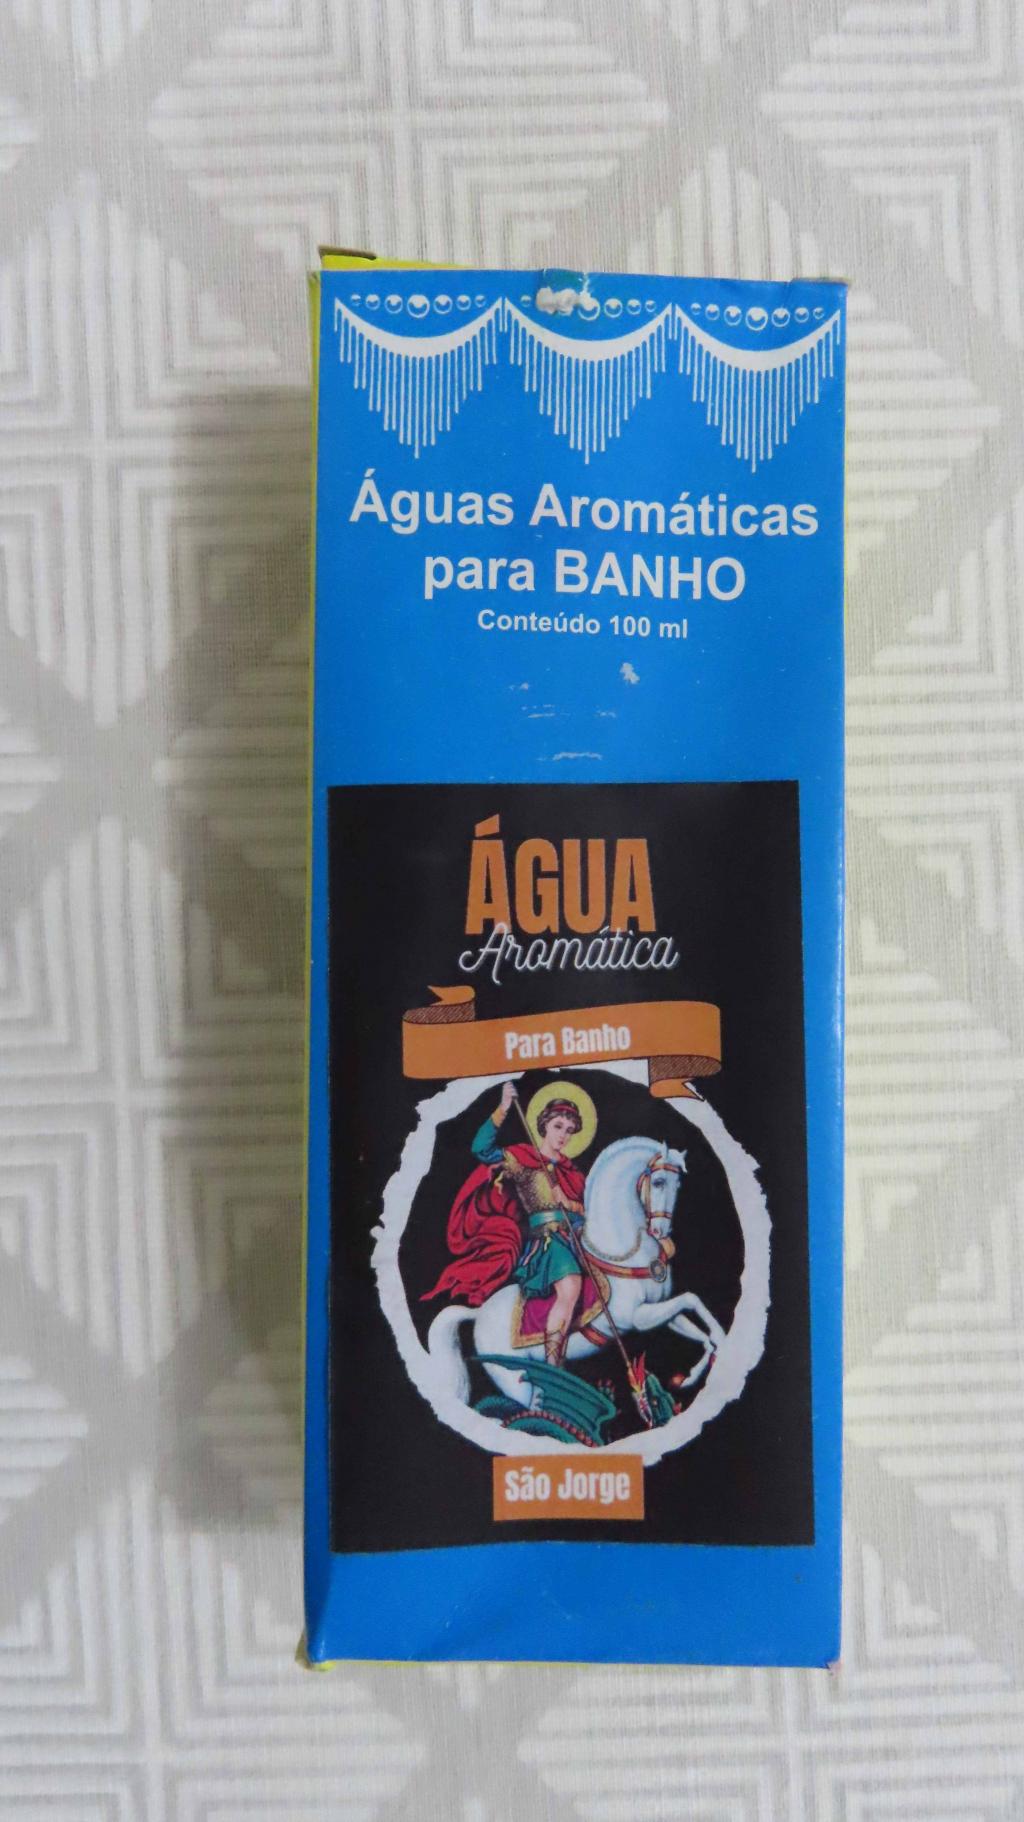 Águas Aromáticas
para BANHO
Conteúdo 100 ml
ÁGUA
Aromática
Para Banho
São Jorge